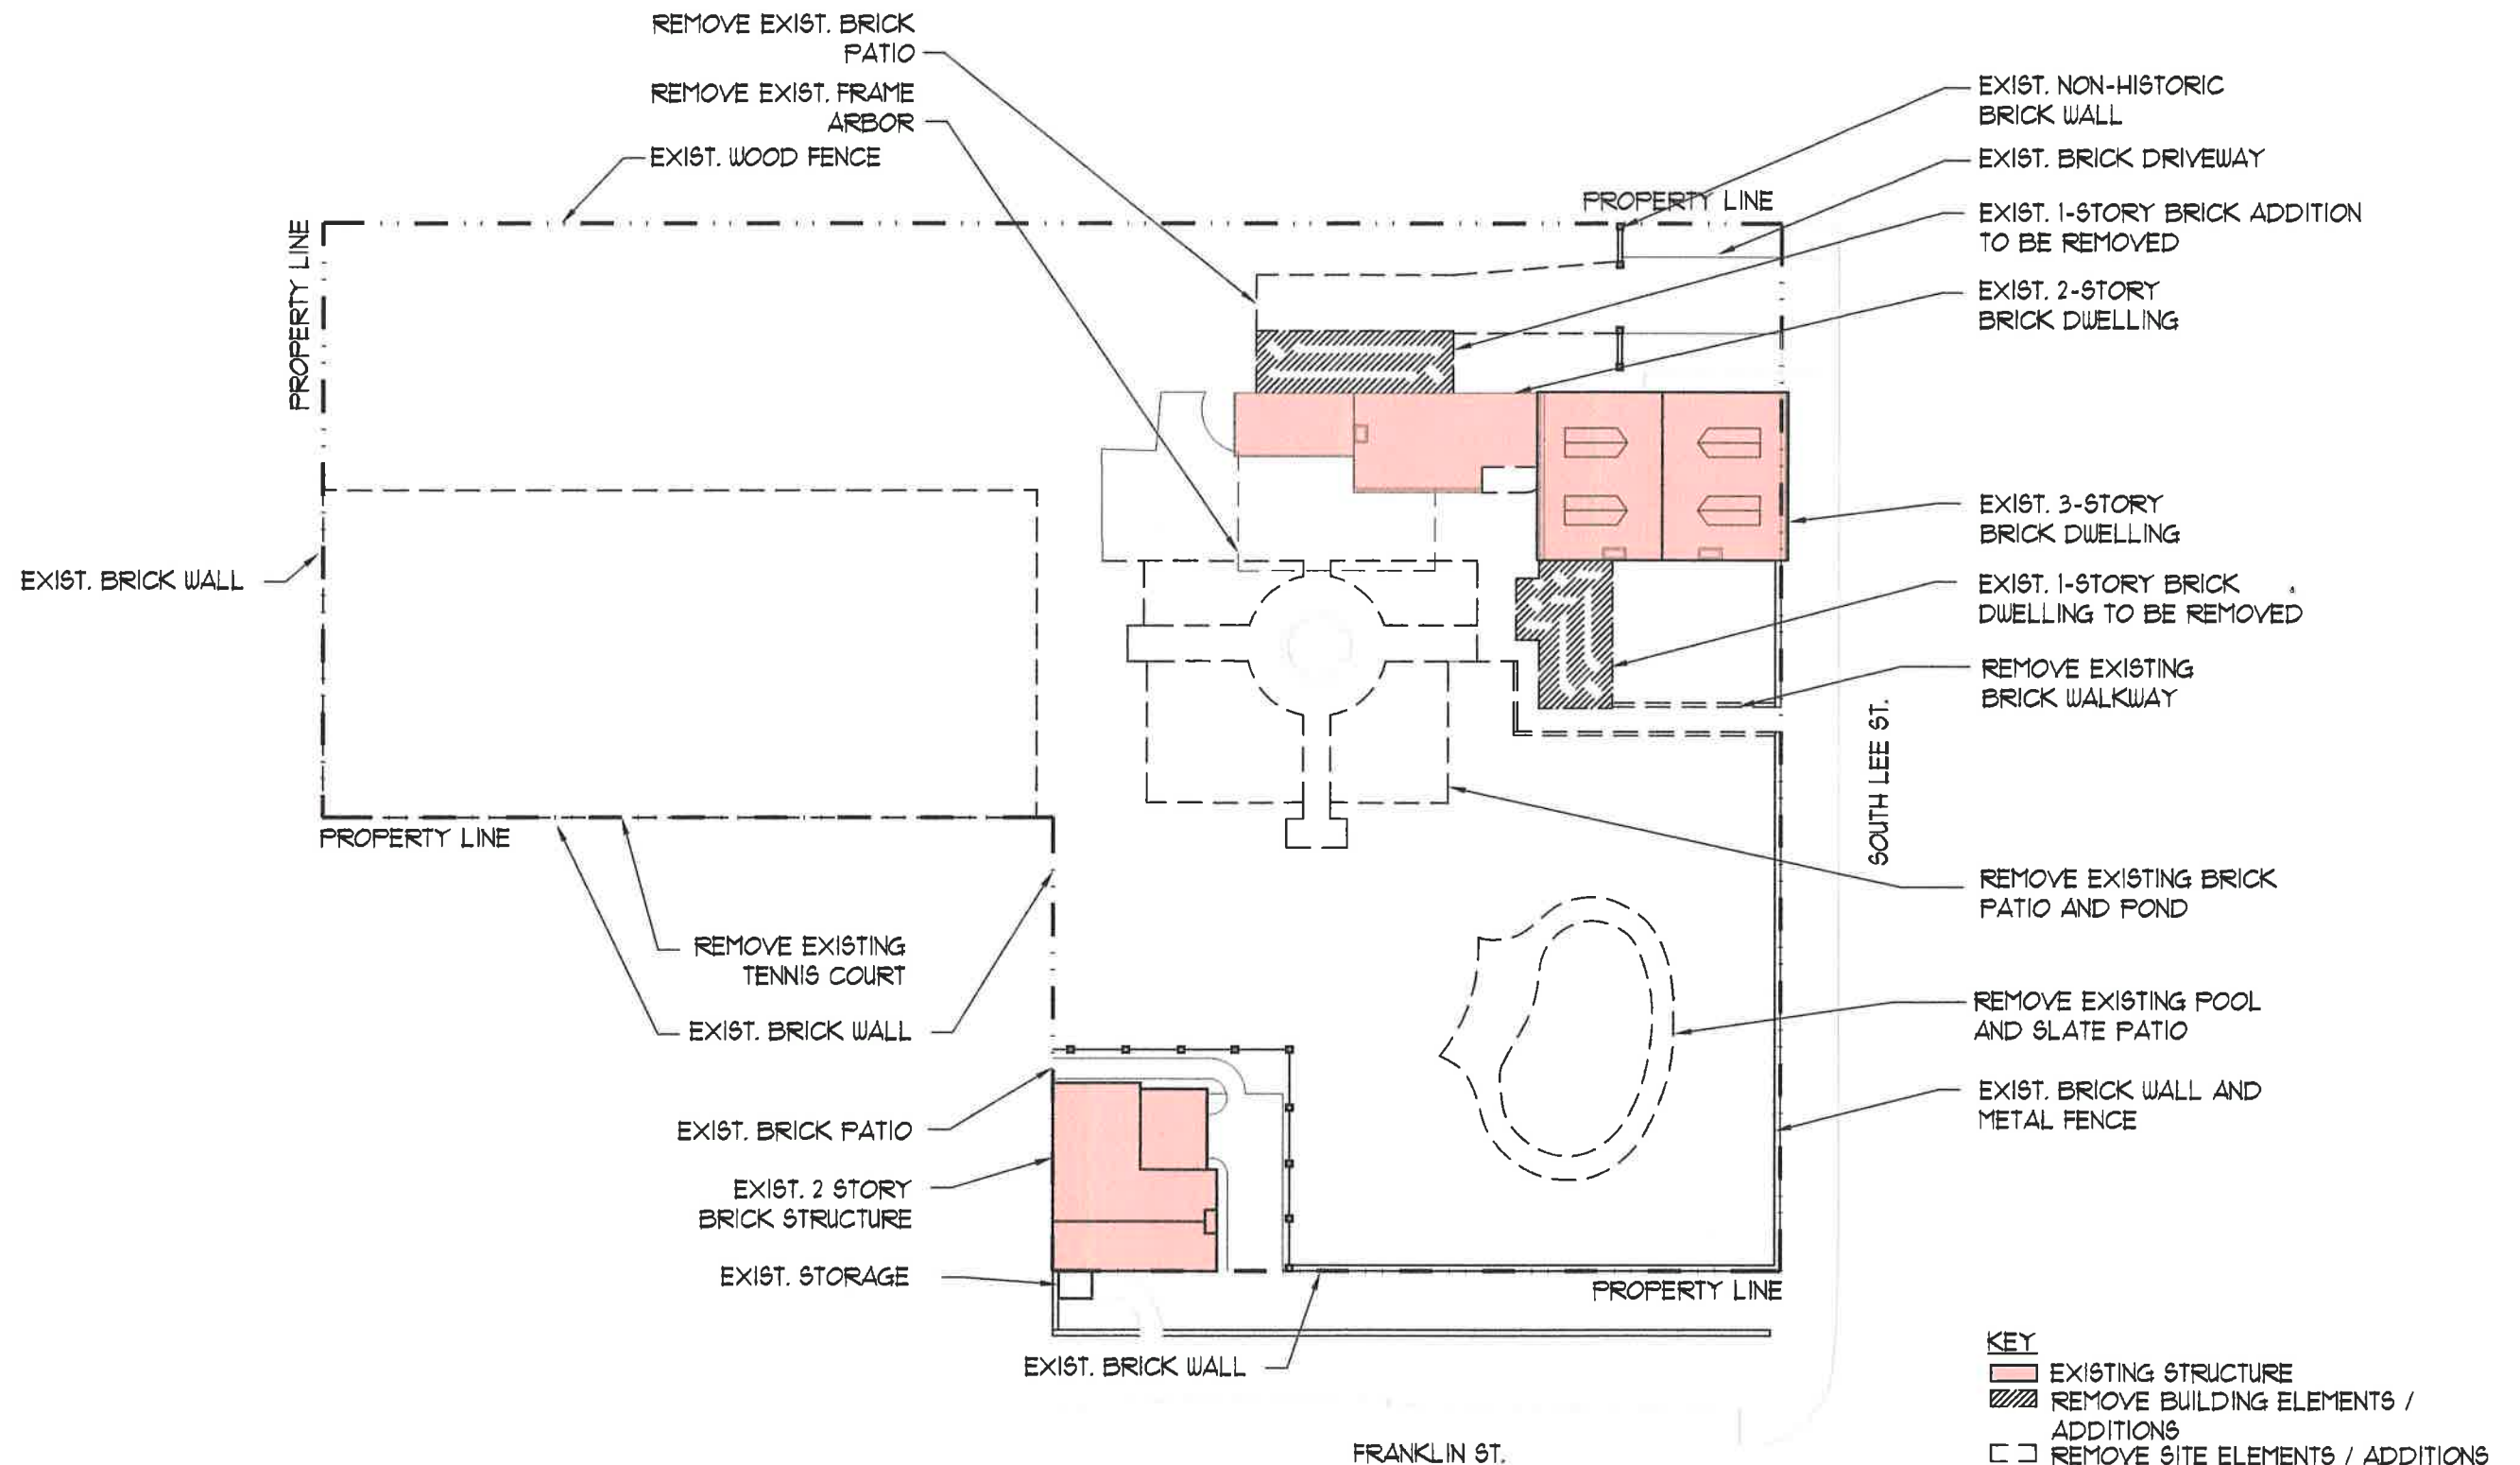 REMOVE EXIST. BRICK
PATIO
REMOVE EXIST. FRAME
ARBOR
EXIST. WOOD FENCE
EXIST. NON-HISTORIC
BRICK WALL
EXIST. BRICK DRIVEWAY
PROPERTY LINE
EXIST. 1-STORY BRICK ADDITION
TO BE REMOVED
PROPERTY LINE
EXIST. 2-STORY
BRICK DWELLING
EXIST. 3-STORY
BRICK DWELLING
EXIST. BRICK WALL
EXIST. 1-STORY BRICK
DWELLING TO BE REMOVED
REMOVE EXISTING
BRICK WALKWAY
SOUTH LEE ST.
PROPERTY LINE
REMOVE EXISTING BRICK
PATIO AND POND
REMOVE EXISTING
TENNIS COURT
EXIST. BRICK WALL
REMOVE EXISTING POOL
AND SLATE PATIO
EXIST. BRICK WALL AND
METAL FENCE
EXIST. BRICK PATIO
EXIST. 2 STORY
BRICK STRUCTURE
EXIST. STORAGE
PROPERTY LINE
EXIST. BRICK WALL
KEY
EXISTING STRUCTURE
REMOVE BUILDING ELEMENTS /
ADDITIONS
REMOVE SITE ELEMENTS / ADDITIONS
FRANKLIN ST.